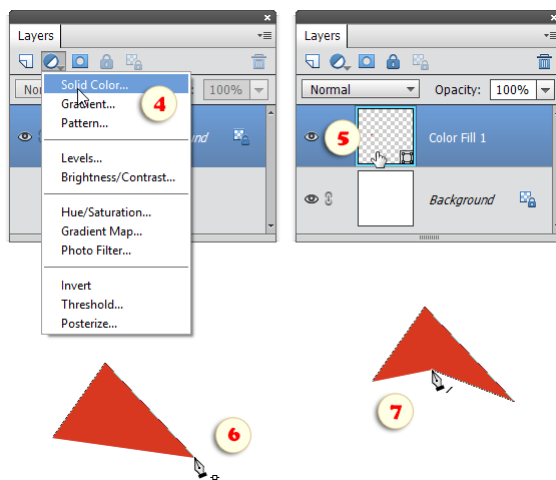 Layers
Solid Color...
Gradient...
Pattern...
Levels...
Brightness/Contrast...
Hue/Saturation...
Gradient Map...
Photo Filter...
Invert
Threshold...
Posterize...
100%
4
Layers
Normal
Opacity:
100%
5
Color Fill 1
Background
6
7